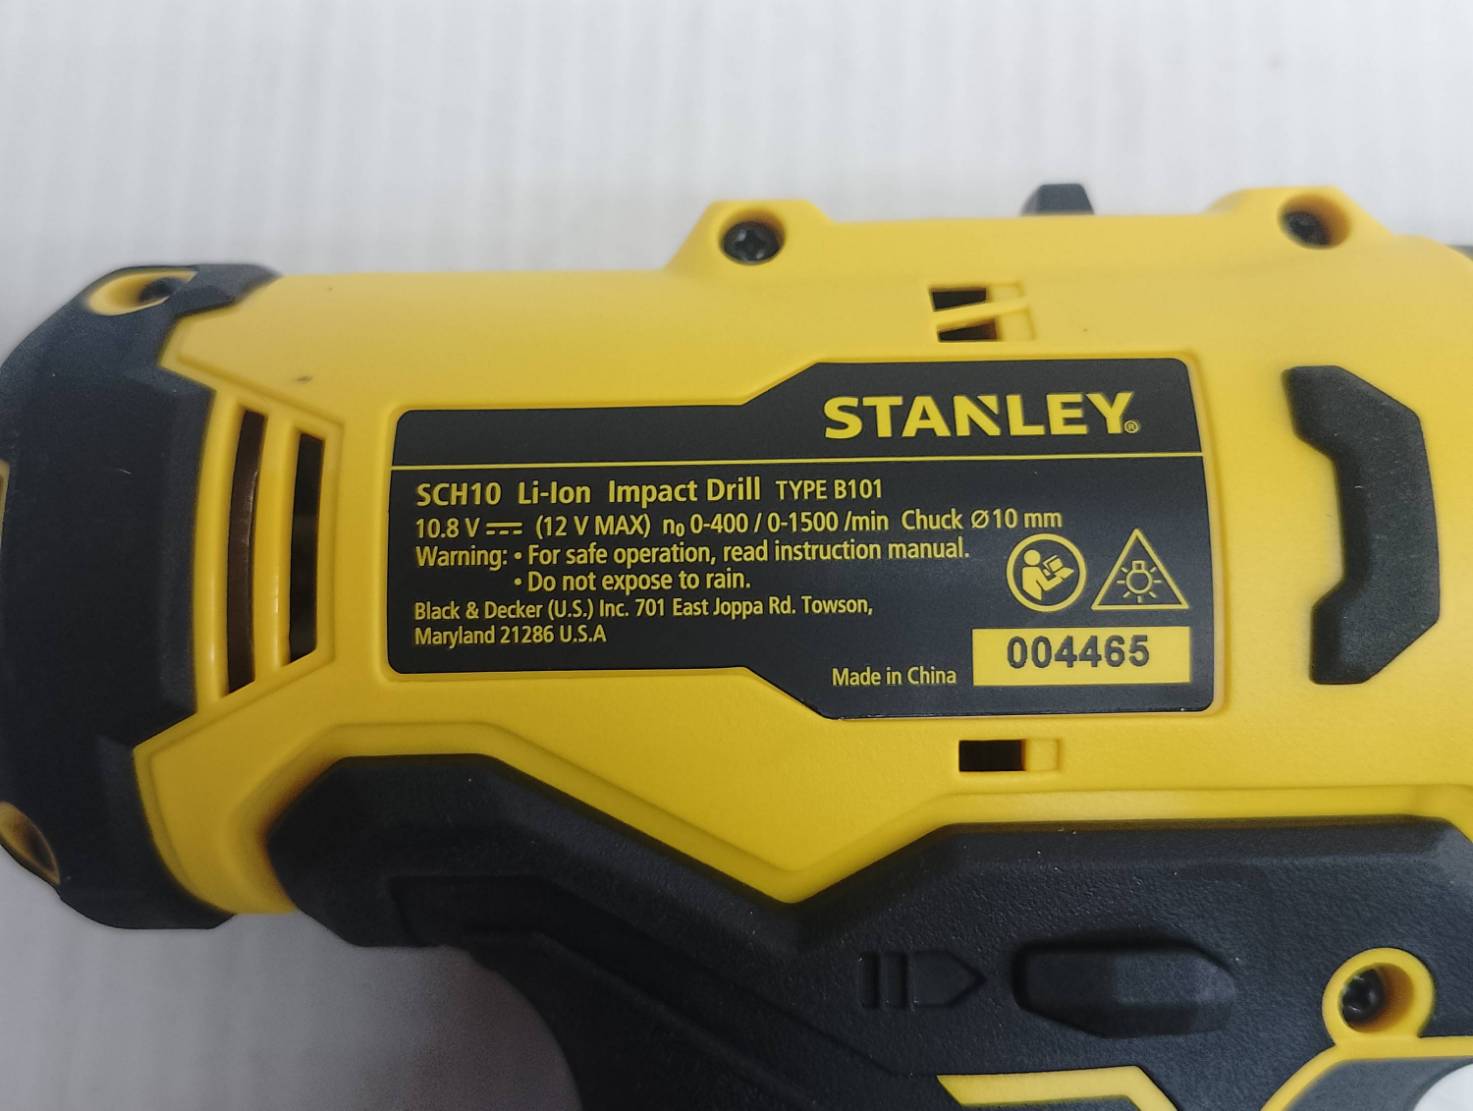 STANLEY®
SCH10 Li-Ion Impact Drill TYPE B101
10.8 V ⎓ (12 V MAX) n₀ 0-400 / 0-1500 /min Chuck Ø 10 mm
Warning: • For safe operation, read instruction manual.
• Do not expose to rain.
Black & Decker (U.S.) Inc. 701 East Joppa Rd. Towson,
Maryland 21286 U.S.A
004465
Made in China